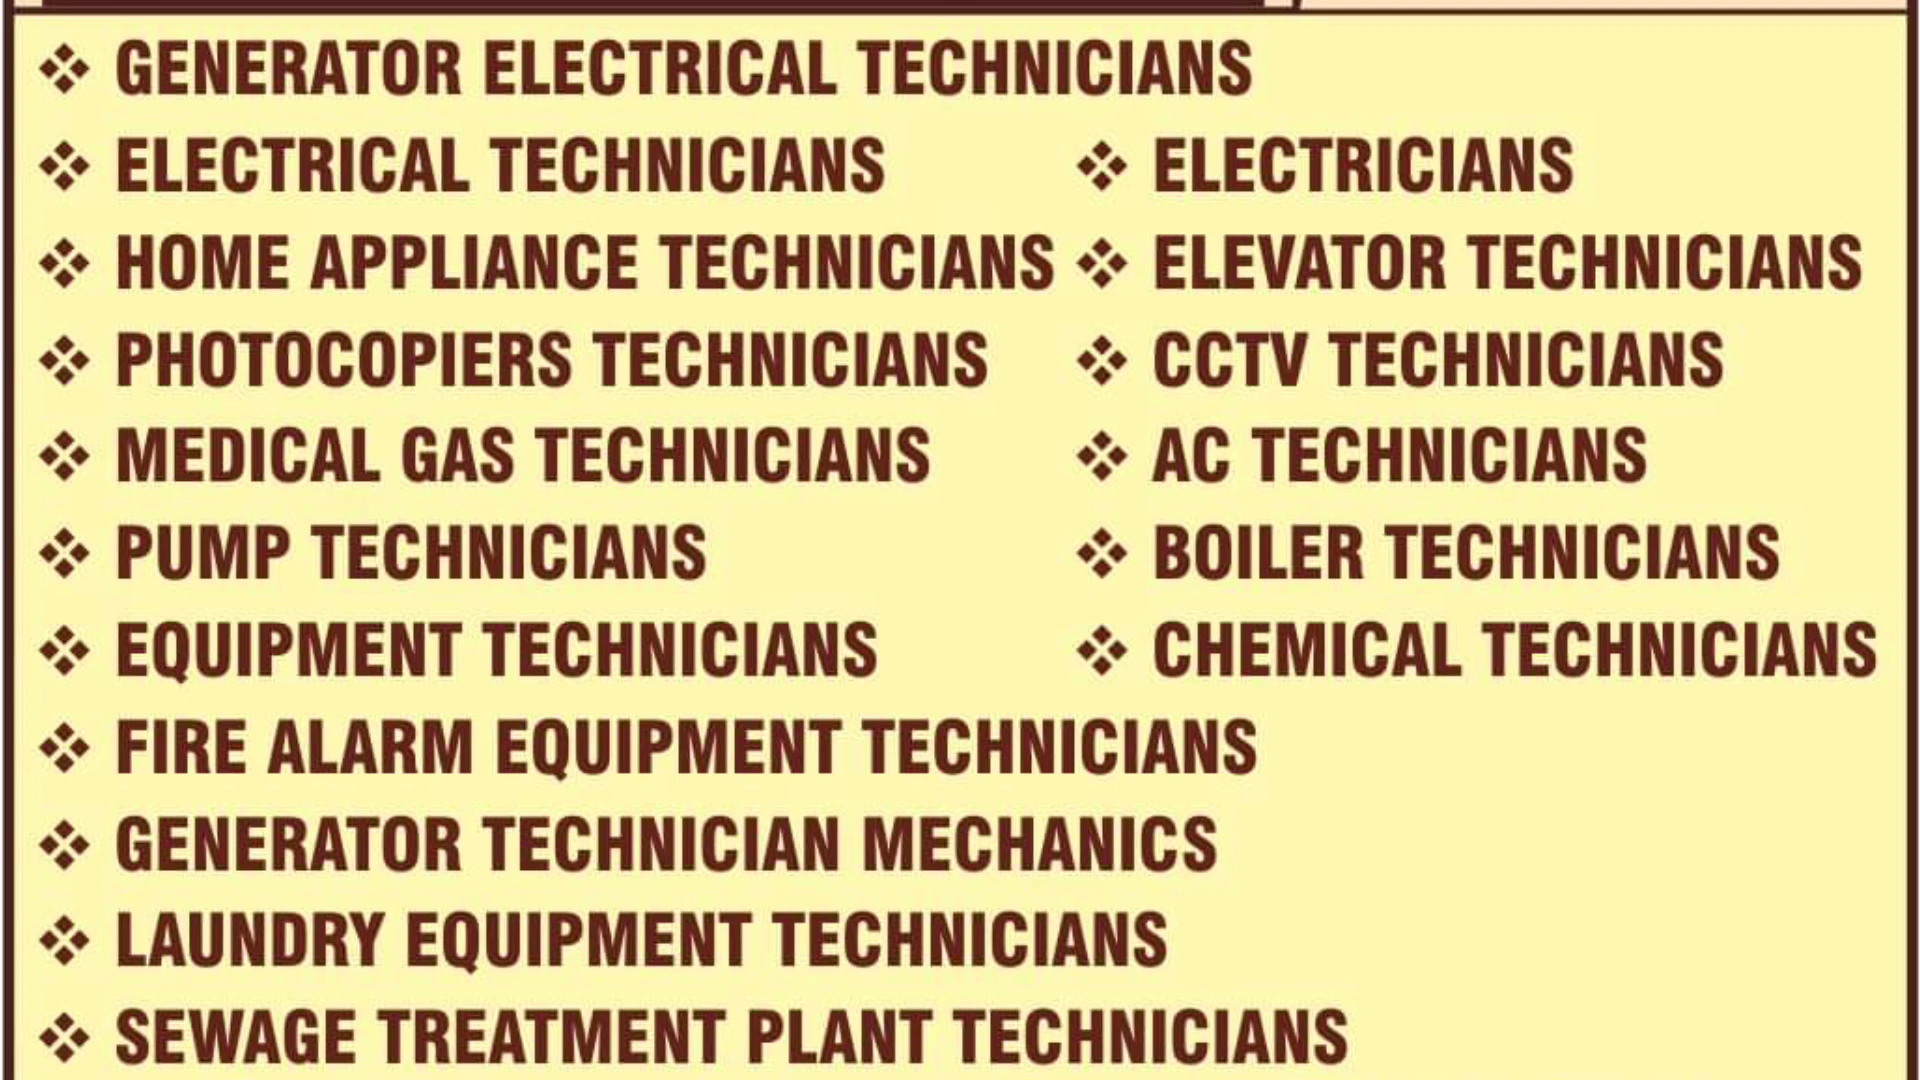 ❖ GENERATOR ELECTRICAL TECHNICIANS
❖ ELECTRICAL TECHNICIANS ❖ ELECTRICIANS
❖ HOME APPLIANCE TECHNICIANS ❖ ELEVATOR TECHNICIANS
❖ PHOTOCOPIERS TECHNICIANS ❖ CCTV TECHNICIANS
❖ MEDICAL GAS TECHNICIANS ❖ AC TECHNICIANS
❖ PUMP TECHNICIANS ❖ BOILER TECHNICIANS
❖ EQUIPMENT TECHNICIANS ❖ CHEMICAL TECHNICIANS
❖ FIRE ALARM EQUIPMENT TECHNICIANS
❖ GENERATOR TECHNICIAN MECHANICS
❖ LAUNDRY EQUIPMENT TECHNICIANS
❖ SEWAGE TREATMENT PLANT TECHNICIANS